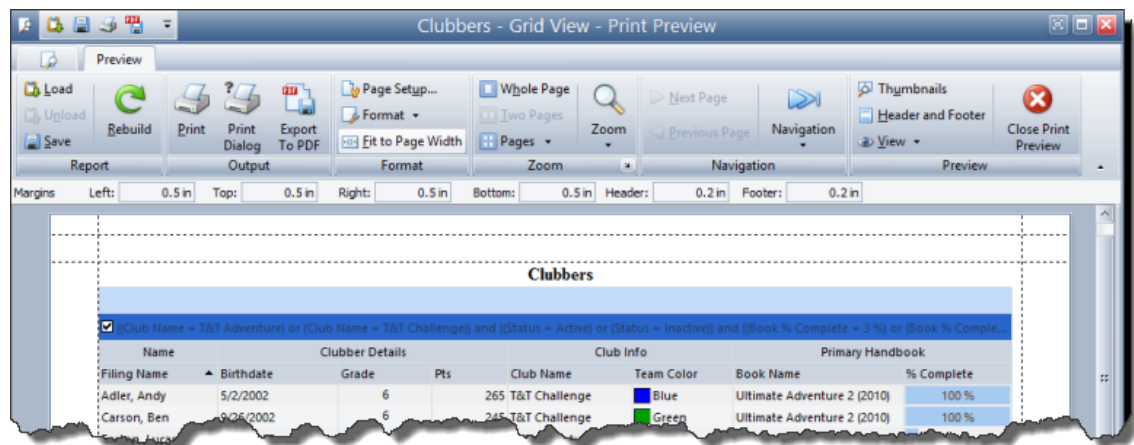 Clubbers - Grid View - Print Preview
Preview
Load
Unload
Save
Rebuild
Report
Print
Print Dialog
Export To PDF
Output
Page Setup...
Format
Fit to Page Width
Format
Whole Page
Two Pages
Pages
Zoom
Zoom
Next Page
Previous Page
Navigation
Navigation
Thumbnails
Header and Footer
View
Close Print Preview
Preview
Margins Left: 0.5 in Top: 0.5 in Right: 0.5 in Bottom: 0.5 in Header: 0.2 in Footer: 0.2 in
Clubbers
((Club Name = T&T Adventure) or (Club Name = T&T Challenge)) and ((Status = Active) or (Status = Inactive)) and ((Book % Complete = 3 %) or (Book % Comple...
Name Clubber Details Club Info Primary Handbook
Filing Name Birthdate Grade Pts Club Name Team Color Book Name % Complete
Adler, Andy 5/2/2002 6 265 T&T Challenge Blue Ultimate Adventure 2 (2010) 100 %
Carson, Ben 9/26/2002 6 245 T&T Challenge Green Ultimate Adventure 2 (2010) 100 %